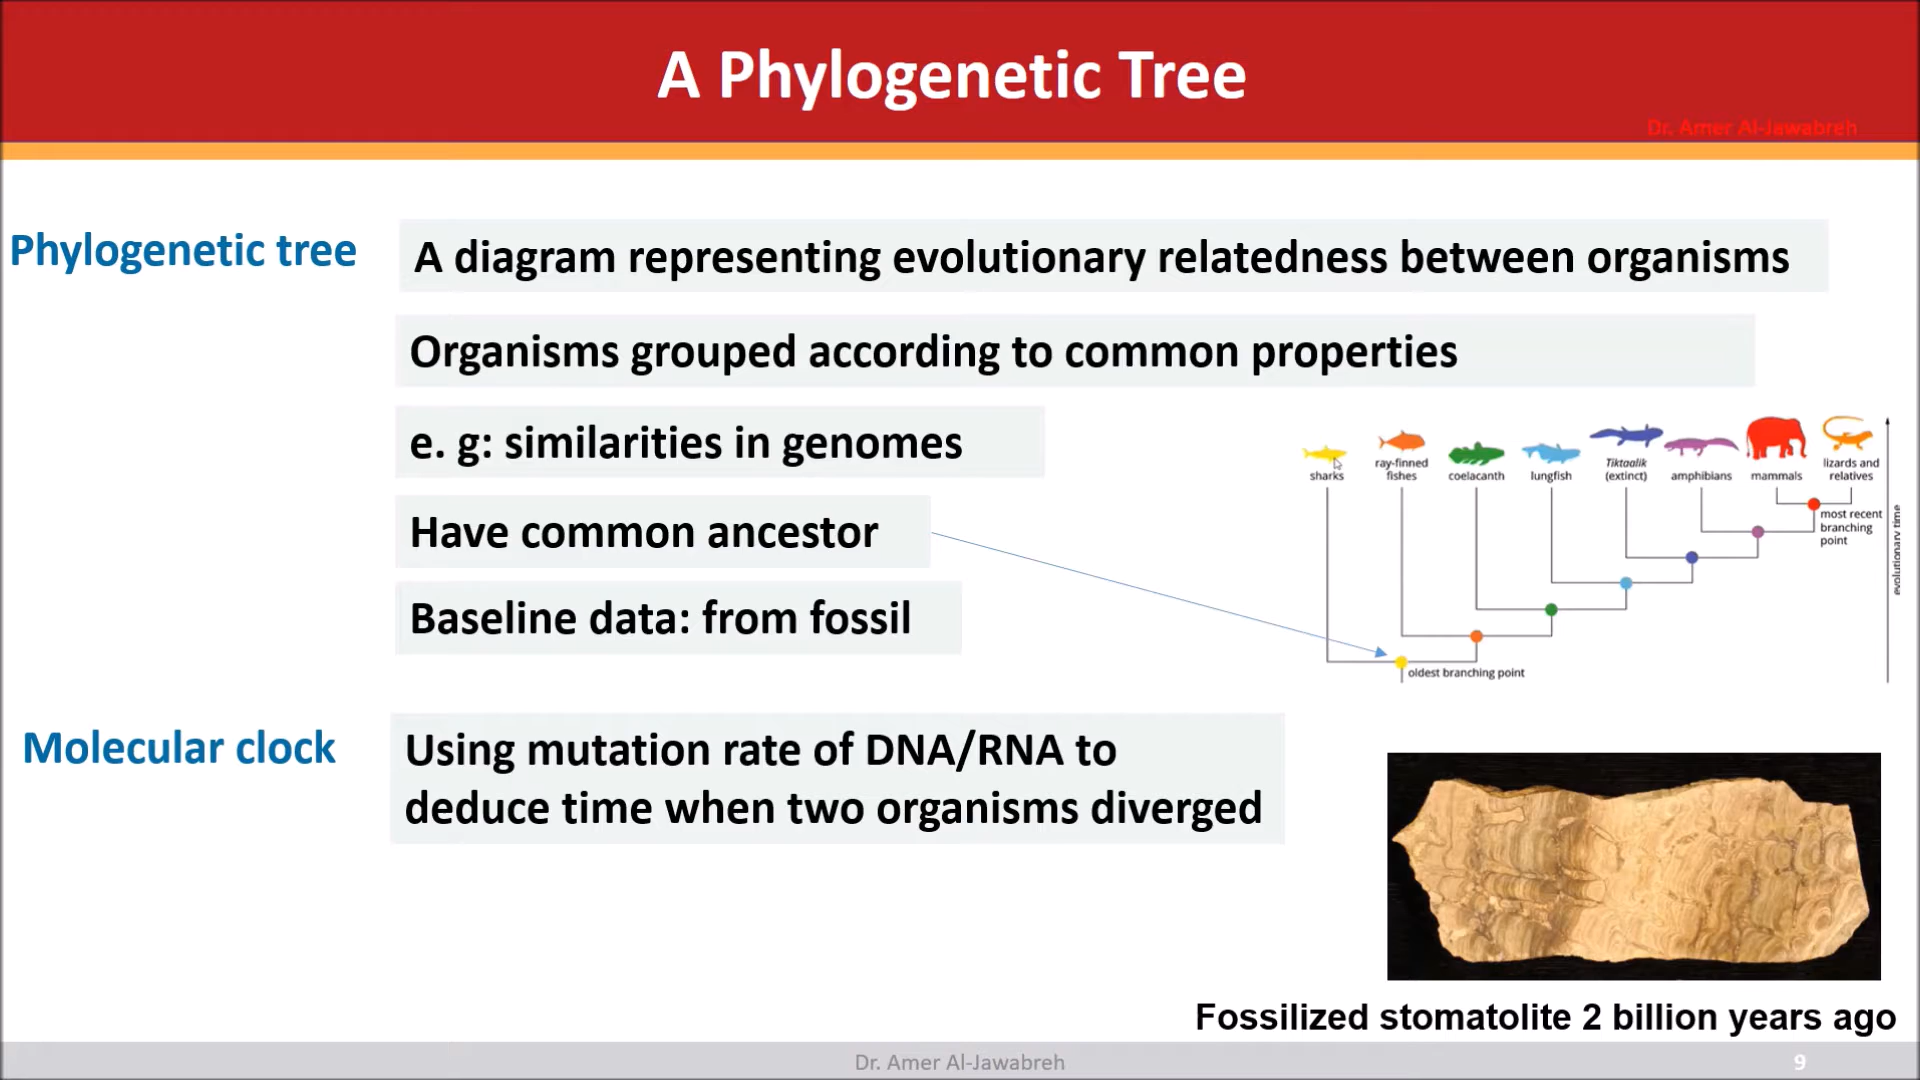 A Phylogenetic Tree
Dr. Amer Al-Jawabreh
Phylogenetic tree
A diagram representing evolutionary relatedness between organisms
Organisms grouped according to common properties
e. g: similarities in genomes
Have common ancestor
Baseline data: from fossil
sharks
ray-finned
fishes
coelacanth
lungfish
Tiktaalik
(extinct)
amphibians
mammals
lizards and
relatives
most recent
branching
point
evolutionary time
oldest branching point
Molecular clock
Using mutation rate of DNA/RNA to
deduce time when two organisms diverged
Fossilized stomatolite 2 billion years ago
Dr. Amer Al-Jawabreh
9